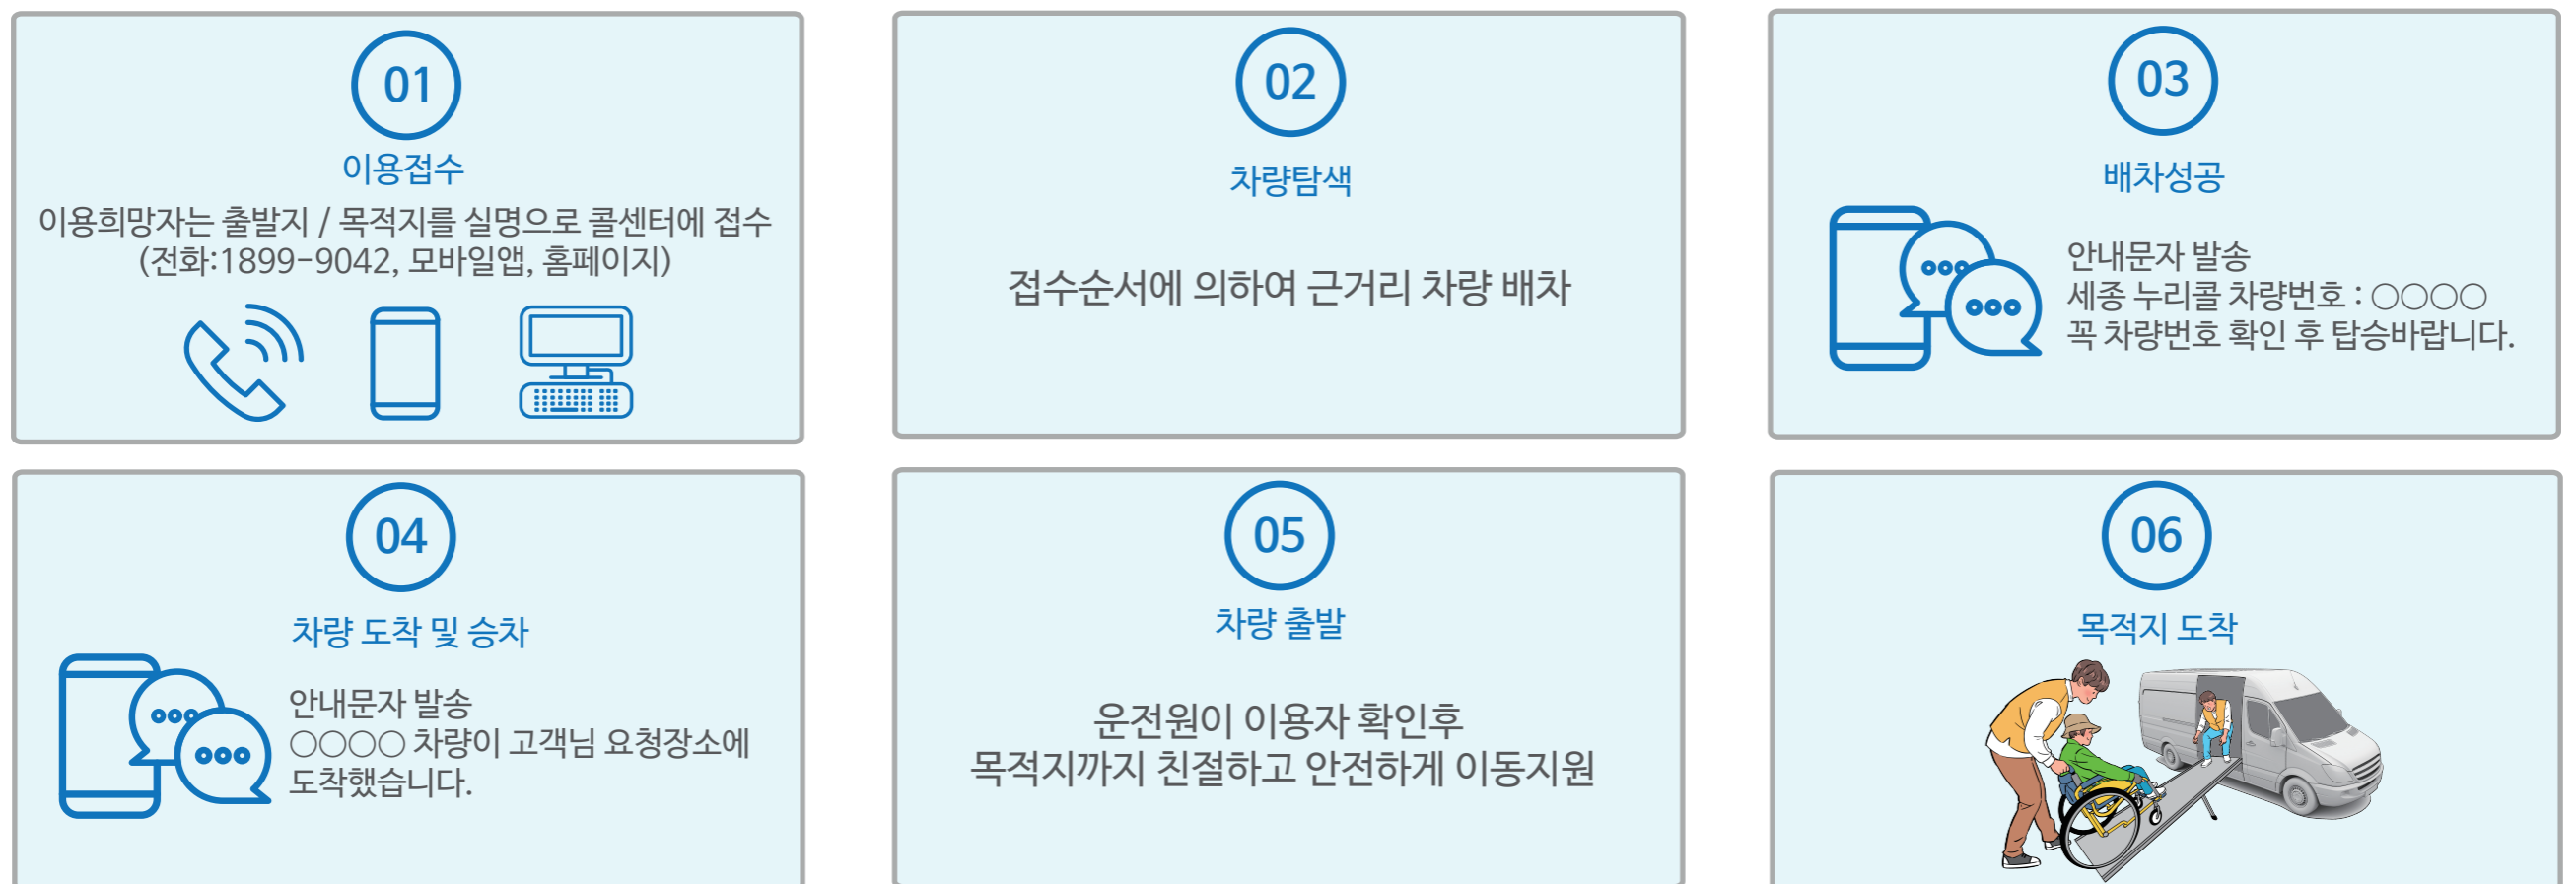 01
이용접수
이용희망자는 출발지 / 목적지를 실명으로 콜센터에 접수
(전화:1899-9042, 모바일앱, 홈페이지)
02
차량탐색
접수순서에 의하여 근거리 차량 배차
03
배차성공
안내문자 발송
세종 누리콜 차량번호 : ○○○○
꼭 차량번호 확인 후 탑승바랍니다.
04
차량 도착 및 승차
안내문자 발송
○○○○ 차량이 고객님 요청장소에
도착했습니다.
05
차량 출발
운전원이 이용자 확인후
목적지까지 친절하고 안전하게 이동지원
06
목적지 도착